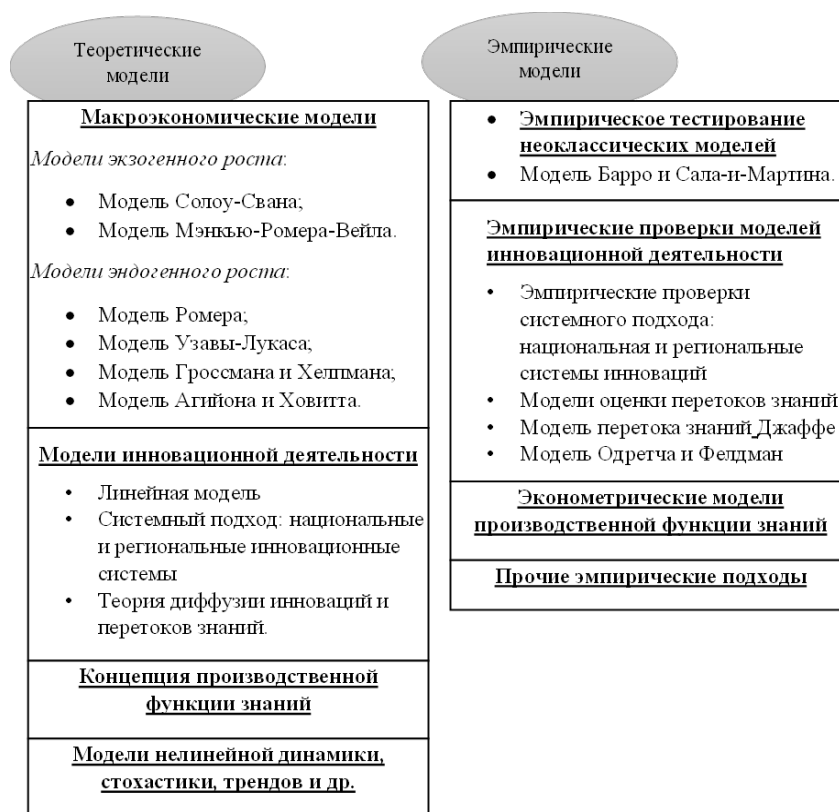 Теоретические
модели
Макроэкономические модели
Модели экзогенного роста:
• Модель Солоу-Свана;
• Модель Мэнкью-Ромера-Вейла.
Модели эндогенного роста:
• Модель Ромера;
• Модель Узавы-Лукаса;
• Модель Гроссмана и Хелпмана;
• Модель Агийона и Ховитта.
Модели инновационной деятельности
• Линейная модель
• Системный подход: национальные
и региональные инновационные
системы
• Теория диффузии инноваций и
перетоков знаний.
Концепция производственной
функции знаний
Модели нелинейной динамики,
стохастики, трендов и др.
Эмпирические
модели
• Эмпирическое тестирование
неоклассических моделей
• Модель Барро и Сала-и-Мартина.
Эмпирические проверки моделей
инновационной деятельности
• Эмпирические проверки
системного подхода:
национальная и региональные
системы инноваций
• Модели оценки перетоков знаний
• Модель перетока знаний Джаффе
• Модель Одретча и Фелдман
Эконометрические модели
производственной функции знаний
Прочие эмпирические подходы